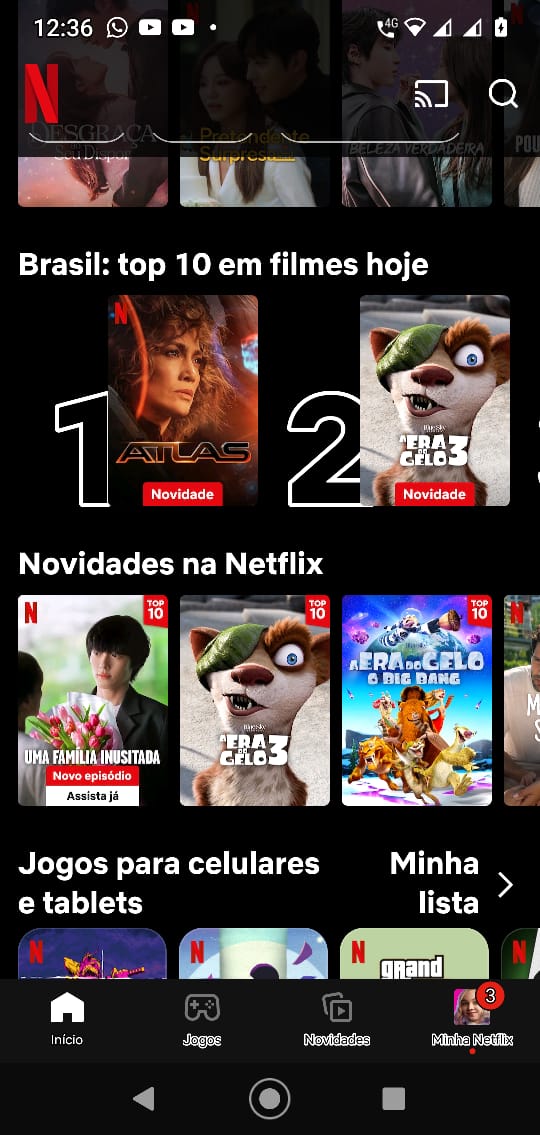 12:36
4G
N
DESGRAÇA
ao
Seu Dispor
Pretendente
Surpresa
BELEZA VERDADEIRA
POU
Brasil: top 10 em filmes hoje
1
N
ATLAS
Novidade
2
BlueSky
A ERA
DO
GELO 3
Novidade
Novidades na Netflix
N
TOP
10
UMA FAMÍLIA INUSITADA
Novo episódio
Assista já
TOP
10
BlueSky
A ERA
DO
GELO 3
TOP
10
A ERA DO GELO
O BIG BANG
N
M
S
Jogos para celulares
e tablets
Minha
lista
N
N
N
grand
N
3
Início
Jogos
Novidades
Minha Netflix